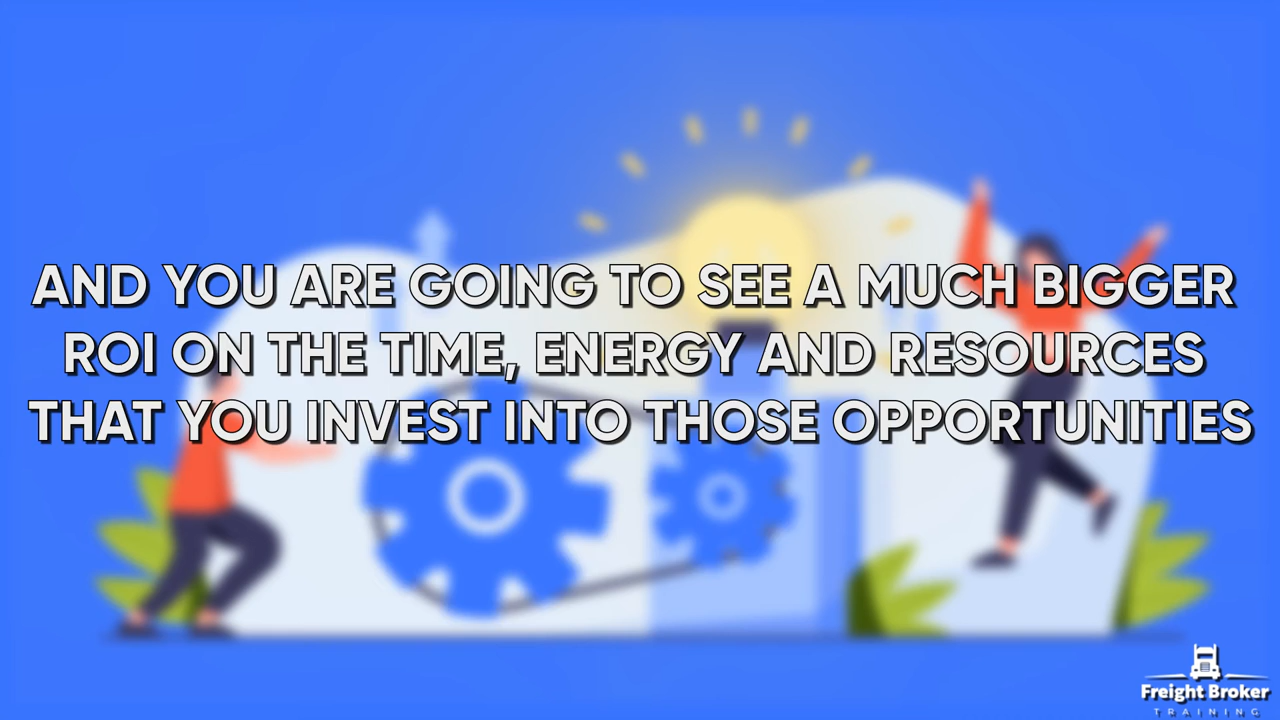 AND YOU ARE GOING TO SEE A MUCH BIGGER
ROI ON THE TIME, ENERGY AND RESOURCES
THAT YOU INVEST INTO THOSE OPPORTUNITIES
Freight Broker
TRAINING